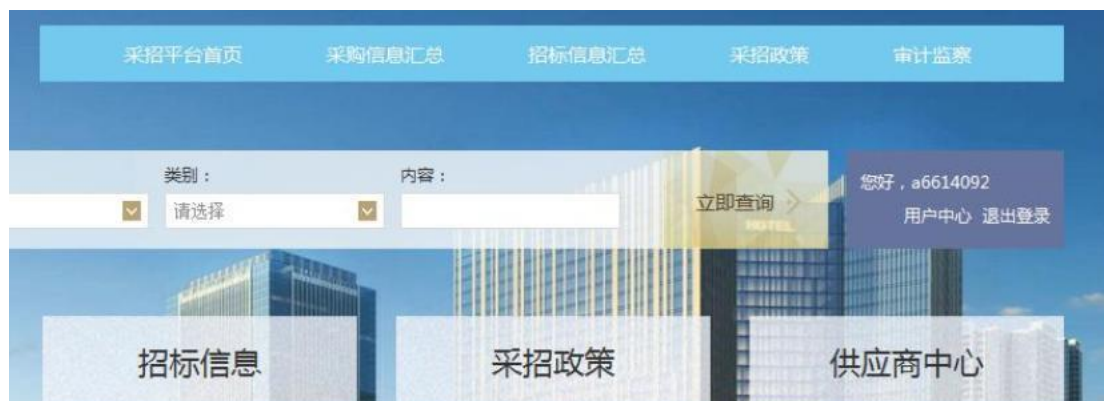 采招平台首页 采购信息汇总 招标信息汇总 采招政策 审计监察
类别： 内容：
您好，a6614092
请选择 立即查询
用户中心 退出登录
HOTEL
招标信息 采招政策 供应商中心